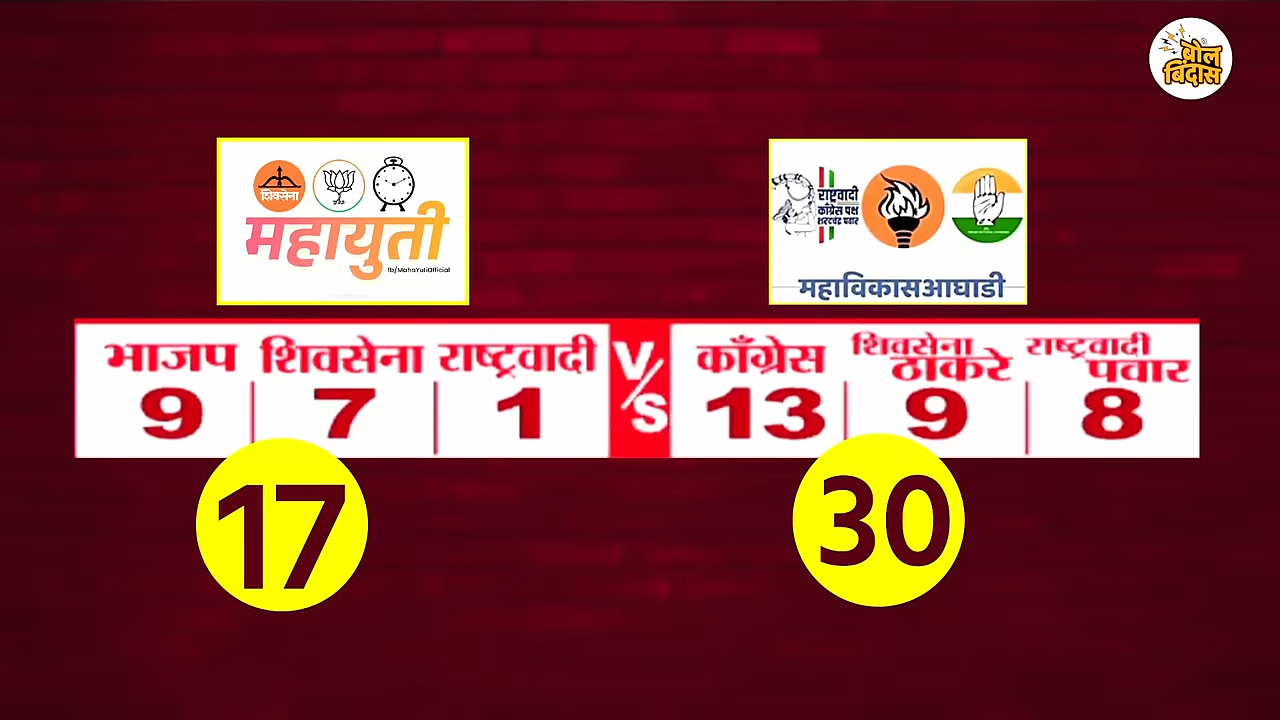 बोल
बिंदास
शिवसेना
महायुती
fb/MahaYutiOfficial
राष्ट्रवादी
काँग्रेस पक्ष
शरदचंद्र पवार
महाविकासआघाडी
भाजप शिवसेना राष्ट्रवादी V/S काँग्रेस शिवसेना ठाकरे राष्ट्रवादी पवार
9 7 1 13 9 8
17 30